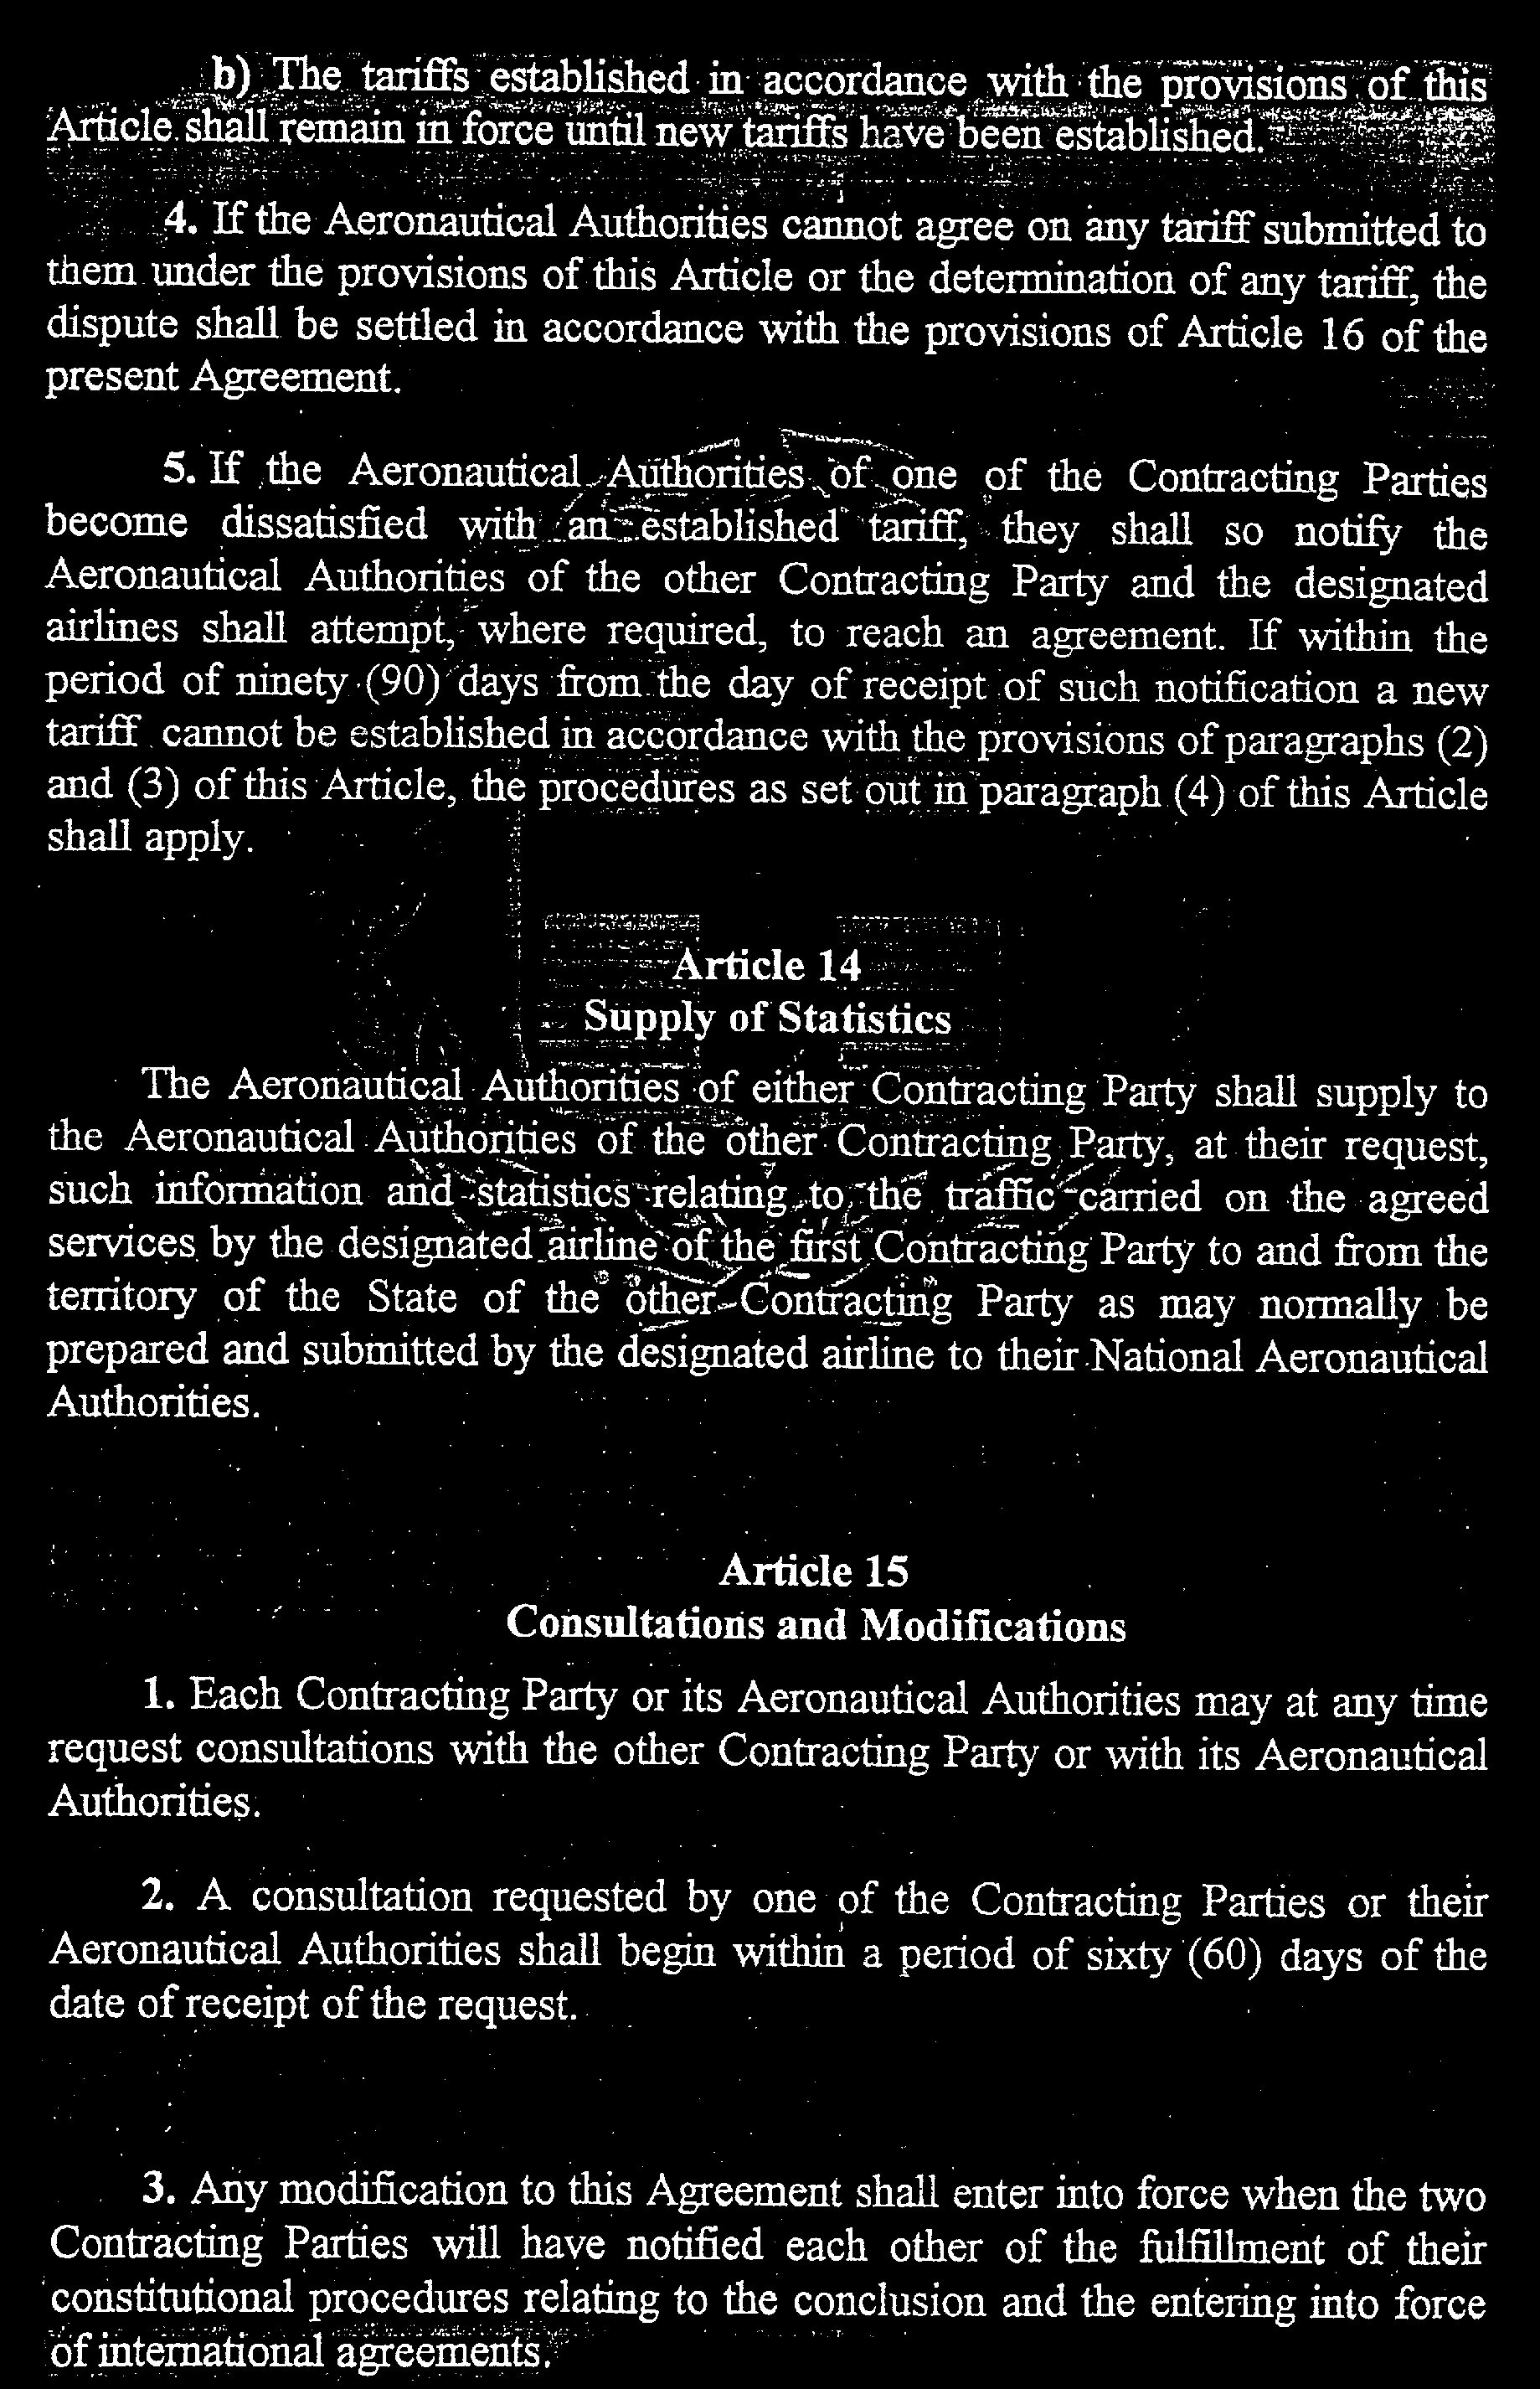 b) The tariffs established in accordance with the provisions of this
Article shall remain in force until new tariffs have been established.
4. If the Aeronautical Authorities cannot agree on any tariff submitted to
them under the provisions of this Article or the determination of any tariff, the
dispute shall be settled in accordance with the provisions of Article 16 of the
present Agreement.
5. If the Aeronautical Authorities of one of the Contracting Parties
become dissatisfied with an established tariff, they shall so notify the
Aeronautical Authorities of the other Contracting Party and the designated
airlines shall attempt, where required, to reach an agreement. If within the
period of ninety (90) days from the day of receipt of such notification a new
tariff cannot be established in accordance with the provisions of paragraphs (2)
and (3) of this Article, the procedures as set out in paragraph (4) of this Article
shall apply.
Article 14
Supply of Statistics
The Aeronautical Authorities of either Contracting Party shall supply to
the Aeronautical Authorities of the other Contracting Party, at their request,
such information and statistics relating to the traffic carried on the agreed
services by the designated airline of the first Contracting Party to and from the
territory of the State of the other Contracting Party as may normally be
prepared and submitted by the designated airline to their National Aeronautical
Authorities.
Article 15
Consultations and Modifications
1. Each Contracting Party or its Aeronautical Authorities may at any time
request consultations with the other Contracting Party or with its Aeronautical
Authorities.
2. A consultation requested by one of the Contracting Parties or their
Aeronautical Authorities shall begin within a period of sixty (60) days of the
date of receipt of the request.
3. Any modification to this Agreement shall enter into force when the two
Contracting Parties will have notified each other of the fulfillment of their
constitutional procedures relating to the conclusion and the entering into force
of international agreements.